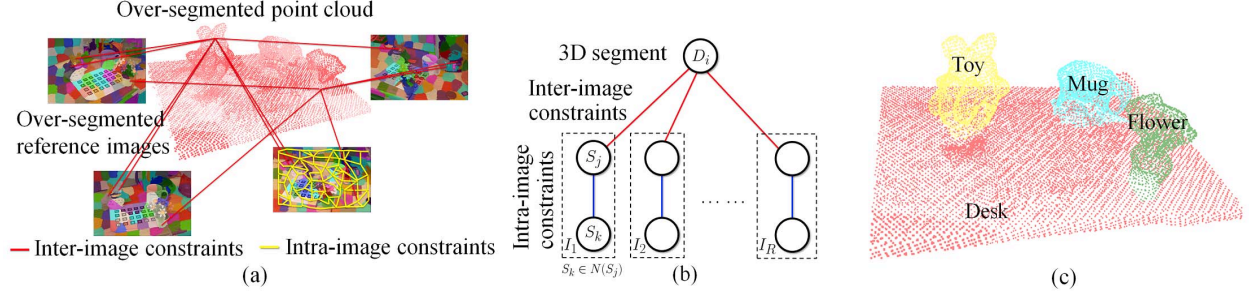 Over-segmented point cloud
Over-segmented
reference images
Inter-image constraints
Intra-image constraints
(a)
3D segment
D_i
Inter-image
constraints
Intra-image
constraints
S_j
S_k
I_1
I_2
... ...
I_R
S_k ∈ N(S_j)
(b)
Toy
Mug
Flower
Desk
(c)